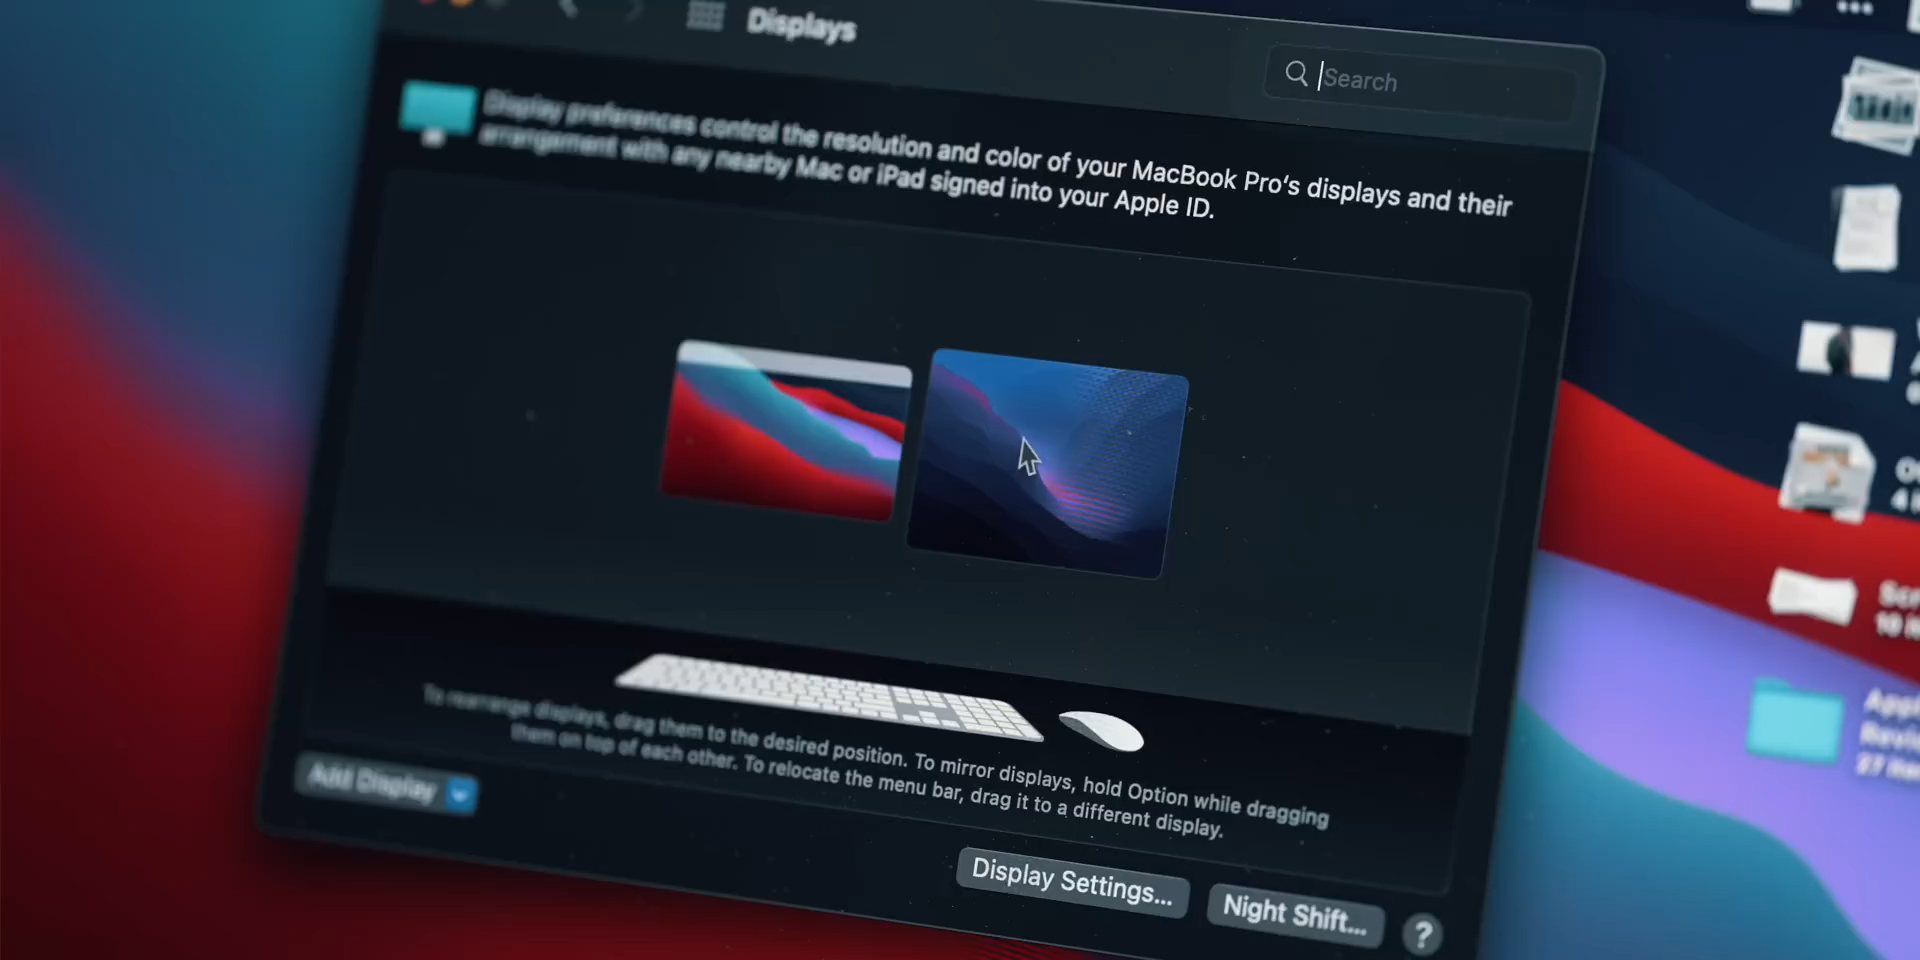 Displays
Search
Display preferences control the resolution and color of your MacBook Pro’s displays and their
arrangement with any nearby Mac or iPad signed into your Apple ID.
To rearrange displays, drag them to the desired position. To mirror displays, hold Option while dragging
them on top of each other. To relocate the menu bar, drag it to a different display.
Add Display
Display Settings...
Night Shift...
?